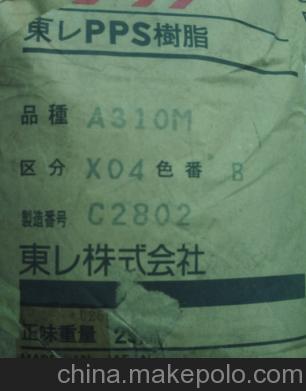 東レPPS樹脂
品種 A310M
区分 X04 色番 B
製造番号 C2802
東レ株式会社
正味重量
china.makepolo.com